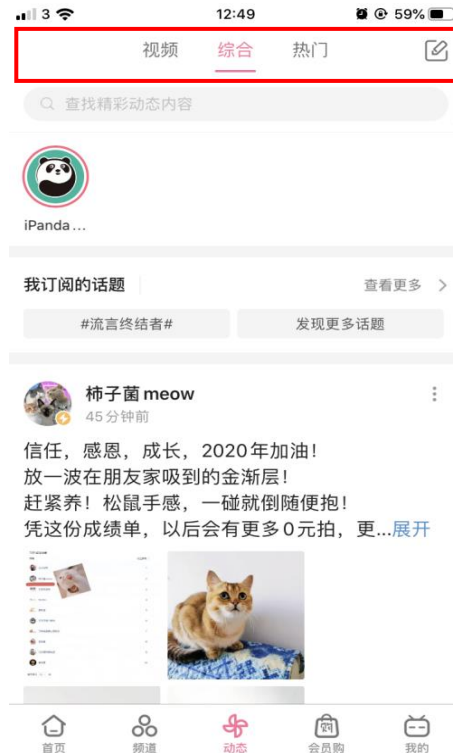 3 12:49 59%
视频 综合 热门
查找精彩动态内容
iPanda...
我订阅的话题 查看更多
#流言终结者# 发现更多话题
柿子菌meow
45分钟前
信任，感恩，成长，2020年加油！
放一波在朋友家吸到的金渐层！
赶紧养！松鼠手感，一碰就倒随便抱！
凭这份成绩单，以后会有更多0元拍，更...展开
首页 频道 动态 会员购 我的